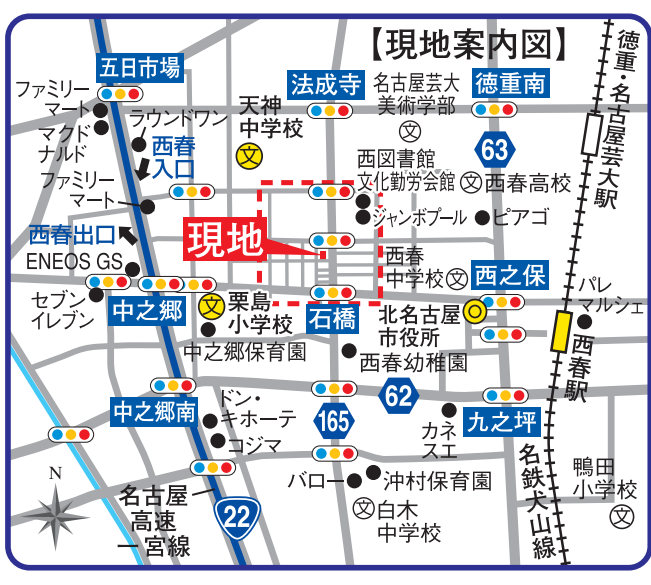 【現地案内図】
五日市場
法成寺
徳重南
徳重・名古屋芸大駅
ファミリー
マート
マクド
ナルド
ラウンドワン
天神
中学校
文
名古屋芸大
美術学部
文
63
西春
入口
西図書館
文化勤労会館
文西春高校
ファミリー
マート
ジャンボプール
ピアゴ
西春出口
現地
ENEOS GS
西春
中学校文
西之保
パレ
マルシェ
セブン
イレブン
中之郷
文
栗島
小学校
石橋
北名古屋
市役所
中之郷保育園
西春幼稚園
西春駅
中之郷南
ドン・
キホーテ
コジマ
165
62
カネ
スエ
九之坪
名鉄犬山線
N
名古屋
高速
一宮線
22
バロー
沖村保育園
文白木
中学校
鴨田
小学校
文